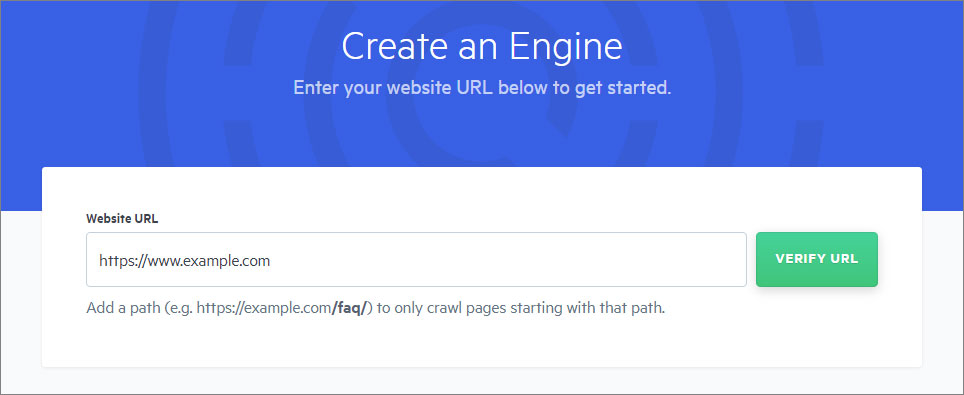 Create an Engine
Enter your website URL below to get started.
Website URL
https://www.example.com
VERIFY URL
Add a path (e.g. https://example.com/faq/) to only crawl pages starting with that path.